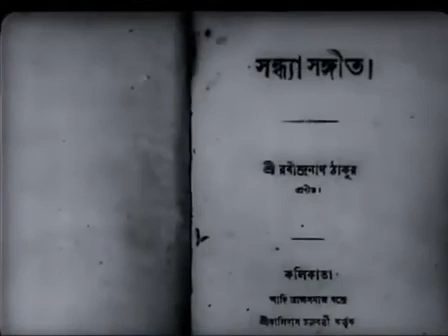 সন্ধ্যা সঙ্গীত।
শ্রী রবীন্দ্রনাথ ঠাকুর
প্রণীত।
কলিকাতা
আদি ব্রাহ্মসমাজ যন্ত্রে
শ্রীকালিদাস চক্রবর্ত্তী কর্ত্তৃক